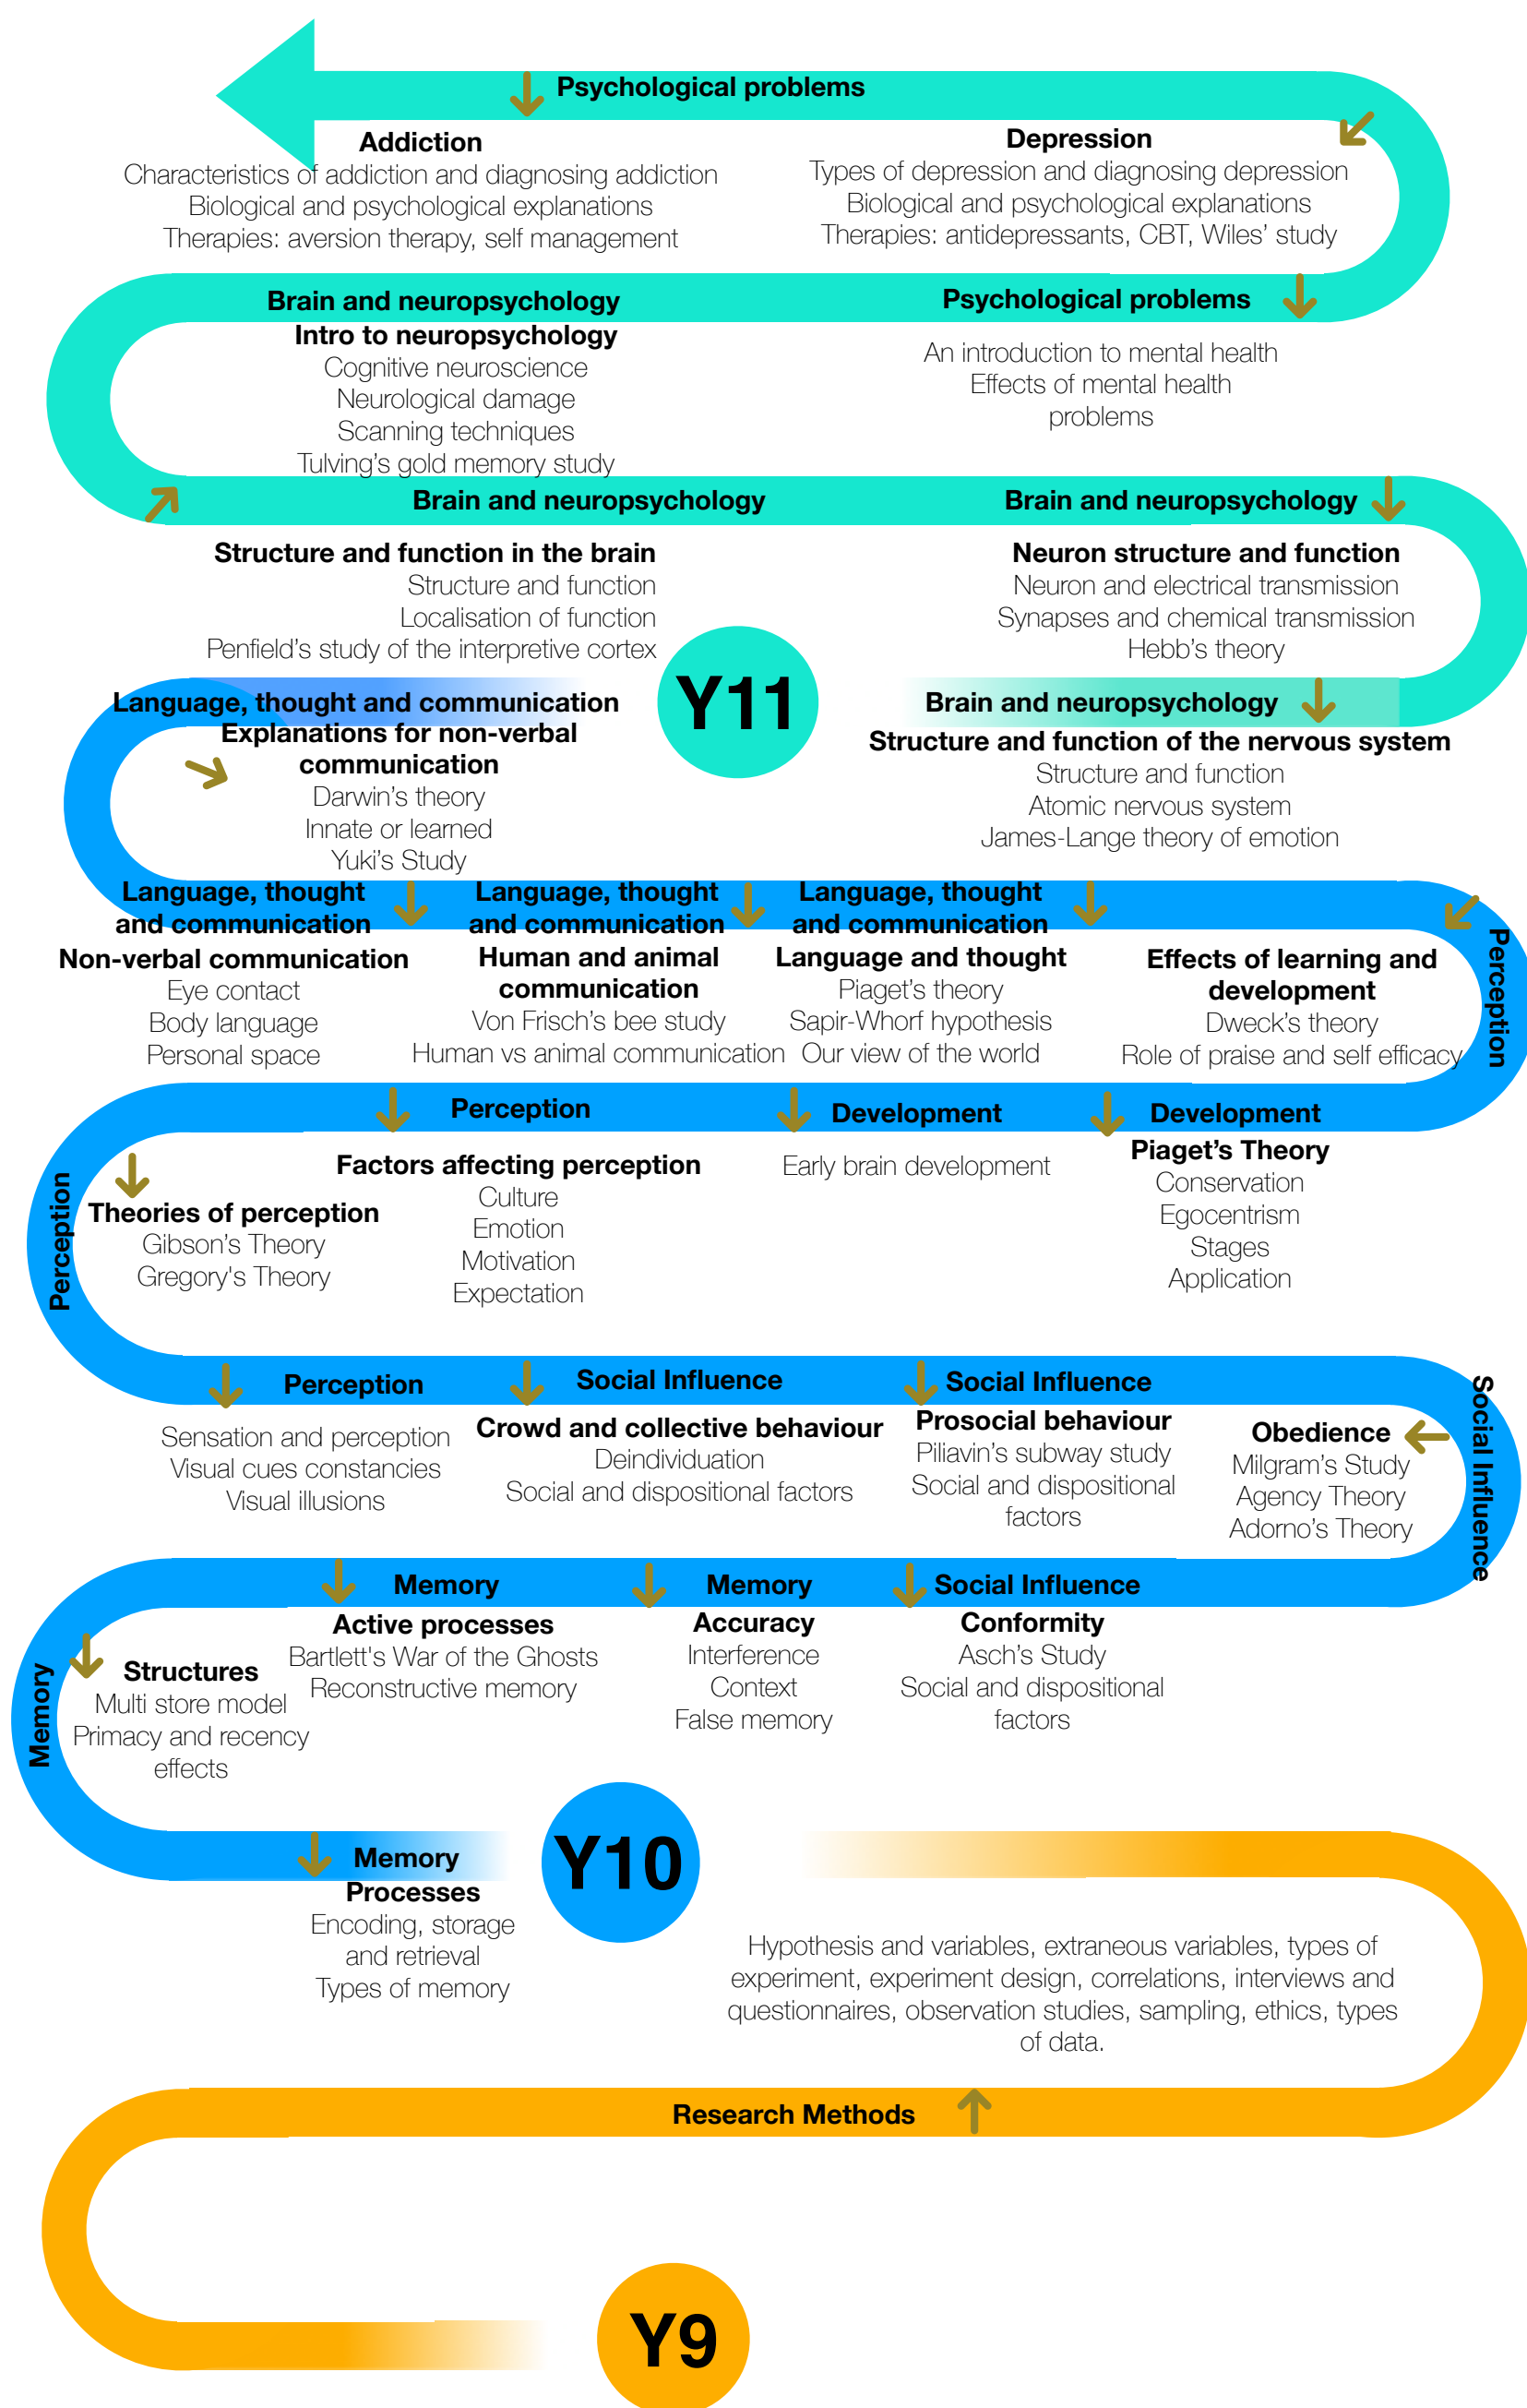 Psychological problems
Addiction
Characteristics of addiction and diagnosing addiction
Biological and psychological explanations
Therapies: aversion therapy, self management
Depression
Types of depression and diagnosing depression
Biological and psychological explanations
Therapies: antidepressants, CBT, Wiles' study
Brain and neuropsychology
Intro to neuropsychology
Cognitive neuroscience
Neurological damage
Scanning techniques
Tulving's gold memory study
Psychological problems
An introduction to mental health
Effects of mental health
problems
Brain and neuropsychology
Structure and function in the brain
Structure and function
Localisation of function
Penfield's study of the interpretive cortex
Brain and neuropsychology
Neuron structure and function
Neuron and electrical transmission
Synapses and chemical transmission
Hebb's theory
Y11
Language, thought and communication
Explanations for non-verbal
communication
Darwin's theory
Innate or learned
Yuki's Study
Brain and neuropsychology
Structure and function of the nervous system
Structure and function
Atomic nervous system
James-Lange theory of emotion
Language, thought
and communication
Non-verbal communication
Eye contact
Body language
Personal space
Language, thought
and communication
Human and animal
communication
Von Frisch's bee study
Human vs animal communication
Language, thought
and communication
Language and thought
Piaget's theory
Sapir-Whorf hypothesis
Our view of the world
Perception
Effects of learning and
development
Dweck's theory
Role of praise and self efficacy
Perception
Theories of perception
Gibson's Theory
Gregory's Theory
Perception
Factors affecting perception
Culture
Emotion
Motivation
Expectation
Development
Early brain development
Development
Piaget's Theory
Conservation
Egocentrism
Stages
Application
Perception
Sensation and perception
Visual cues constancies
Visual illusions
Social Influence
Crowd and collective behaviour
Deindividuation
Social and dispositional factors
Social Influence
Prosocial behaviour
Piliavin's subway study
Social and dispositional
factors
Social Influence
Obedience
Milgram's Study
Agency Theory
Adorno's Theory
Memory
Structures
Multi store model
Primacy and recency
effects
Memory
Active processes
Bartlett's War of the Ghosts
Reconstructive memory
Memory
Accuracy
Interference
Context
False memory
Social Influence
Conformity
Asch's Study
Social and dispositional
factors
Y10
Memory
Processes
Encoding, storage
and retrieval
Types of memory
Hypothesis and variables, extraneous variables, types of
experiment, experiment design, correlations, interviews and
questionnaires, observation studies, sampling, ethics, types
of data.
Research Methods
Y9